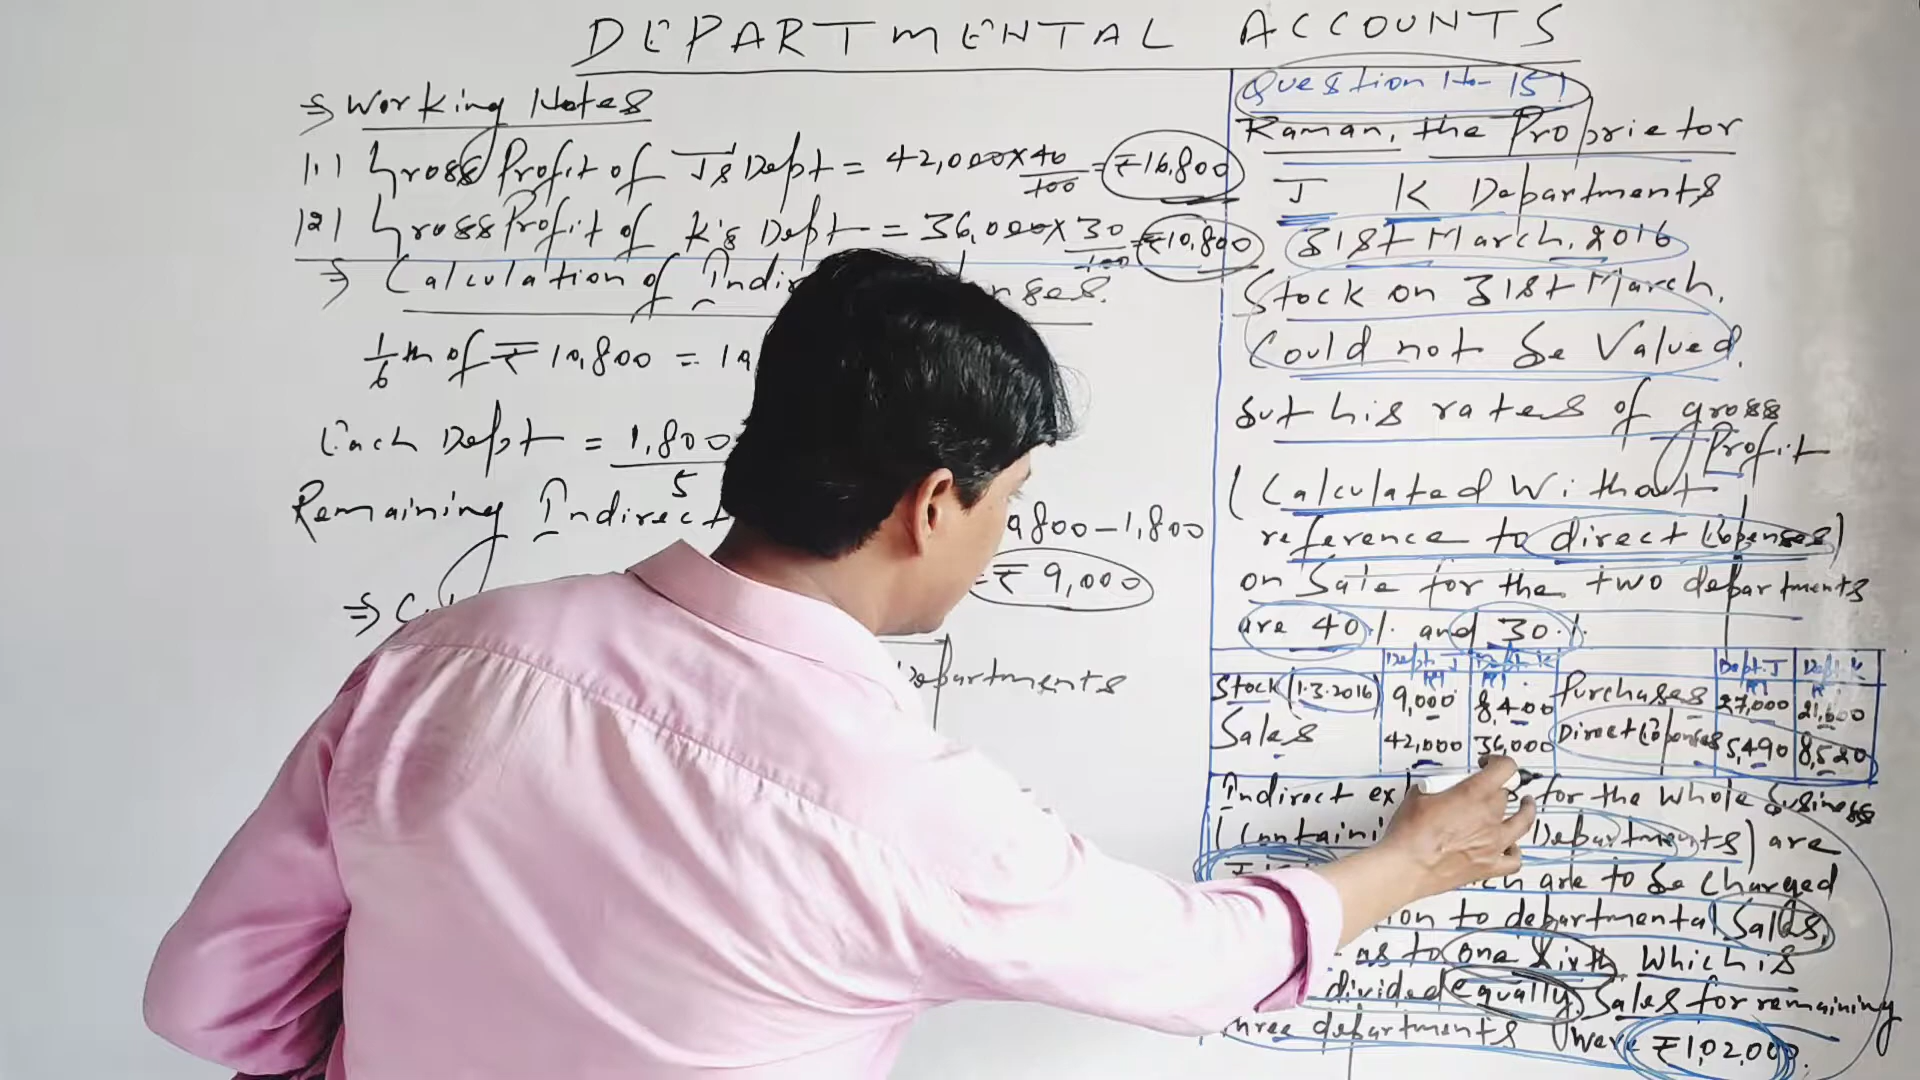 DEPARTMENTAL ACCOUNTS
⇒ Working Notes
|1.| Gross Profit of J's Dept = 42,000 × 40/100 = ₹16,800
|2| Gross Profit of K's Dept = 36,000 × 30/100 = ₹10,800
⇒ Calculation of Indi nses.
1/6 th of ₹ 10,800 = 1
Each Dept = 1,800
5
Remaining Indirect 800 - 1,800
= ₹ 9,000
⇒ C
Departments
Question No- 151
Raman, the Proprietor
J K Departments
31st March, 2016
Stock on 31st March,
Could not be Valued.
but his rates of gross
Profit
(Calculated Without
reference to direct Expenses)
on Sale for the two departments
are 40% and 30%.
Dept. J Dept. K Dept. J Dept. K
Stock (1.3.2016) 9,000 8,400 Purchases 27,000 21,600
Sales 42,000 36,000 Direct Expenses 5,490 8,520
Indirect ex for the whole business
(Containi Departments) are
ch are to be charged
ion to departmental Sales,
as to one sixth which is
divided equally. Sales for remaining
three departments were ₹1,02,000.